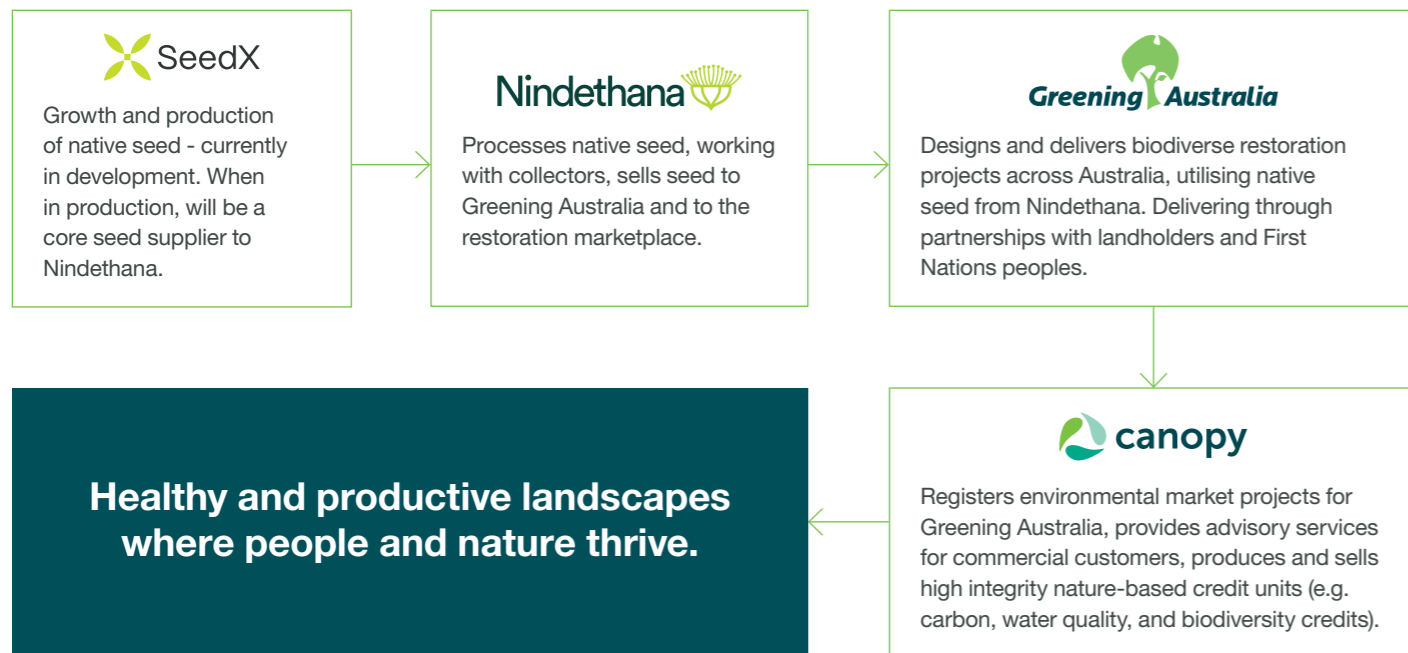 SeedX
Growth and production
of native seed - currently
in development. When
in production, will be a
core seed supplier to
Nindethana.
Nindethana
Processes native seed, working
with collectors, sells seed to
Greening Australia and to the
restoration marketplace.
Greening Australia
Designs and delivers biodiverse restoration
projects across Australia, utilising native
seed from Nindethana. Delivering through
partnerships with landholders and First
Nations peoples.
canopy
Registers environmental market projects for
Greening Australia, provides advisory services
for commercial customers, produces and sells
high integrity nature-based credit units (e.g.
carbon, water quality, and biodiversity credits).
Healthy and productive landscapes
where people and nature thrive.